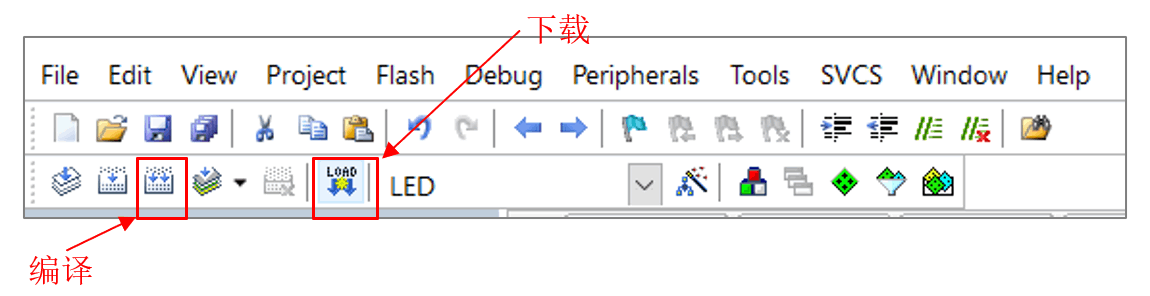 下载
File Edit View Project Flash Debug Peripherals Tools SVCS Window Help
LOAD
LED
编译